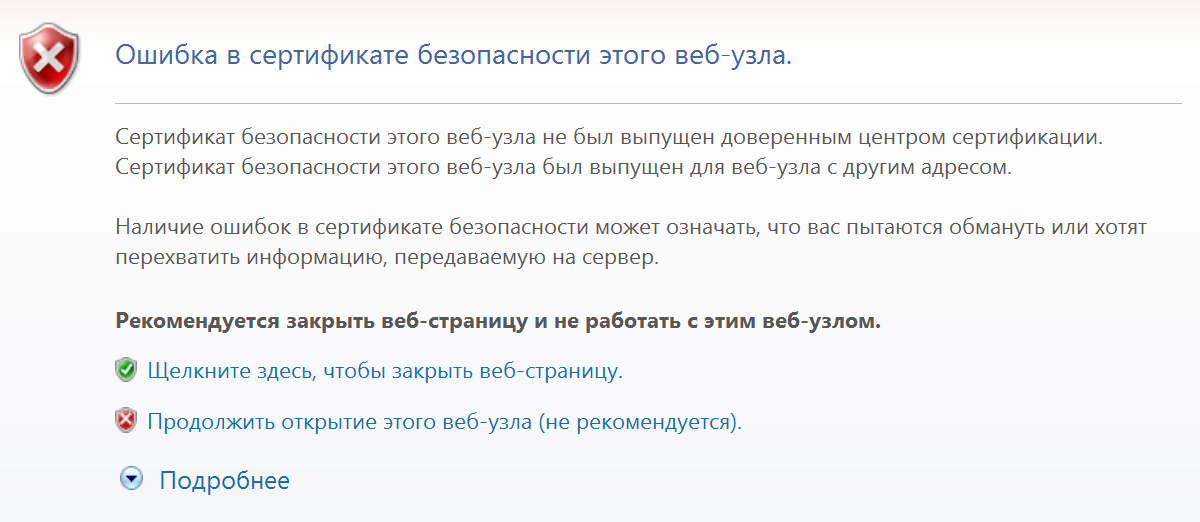 Ошибка в сертификате безопасности этого веб-узла.
Сертификат безопасности этого веб-узла не был выпущен доверенным центром сертификации.
Сертификат безопасности этого веб-узла был выпущен для веб-узла с другим адресом.
Наличие ошибок в сертификате безопасности может означать, что вас пытаются обмануть или хотят
перехватить информацию, передаваемую на сервер.
Рекомендуется закрыть веб-страницу и не работать с этим веб-узлом.
Щелкните здесь, чтобы закрыть веб-страницу.
Продолжить открытие этого веб-узла (не рекомендуется).
Подробнее